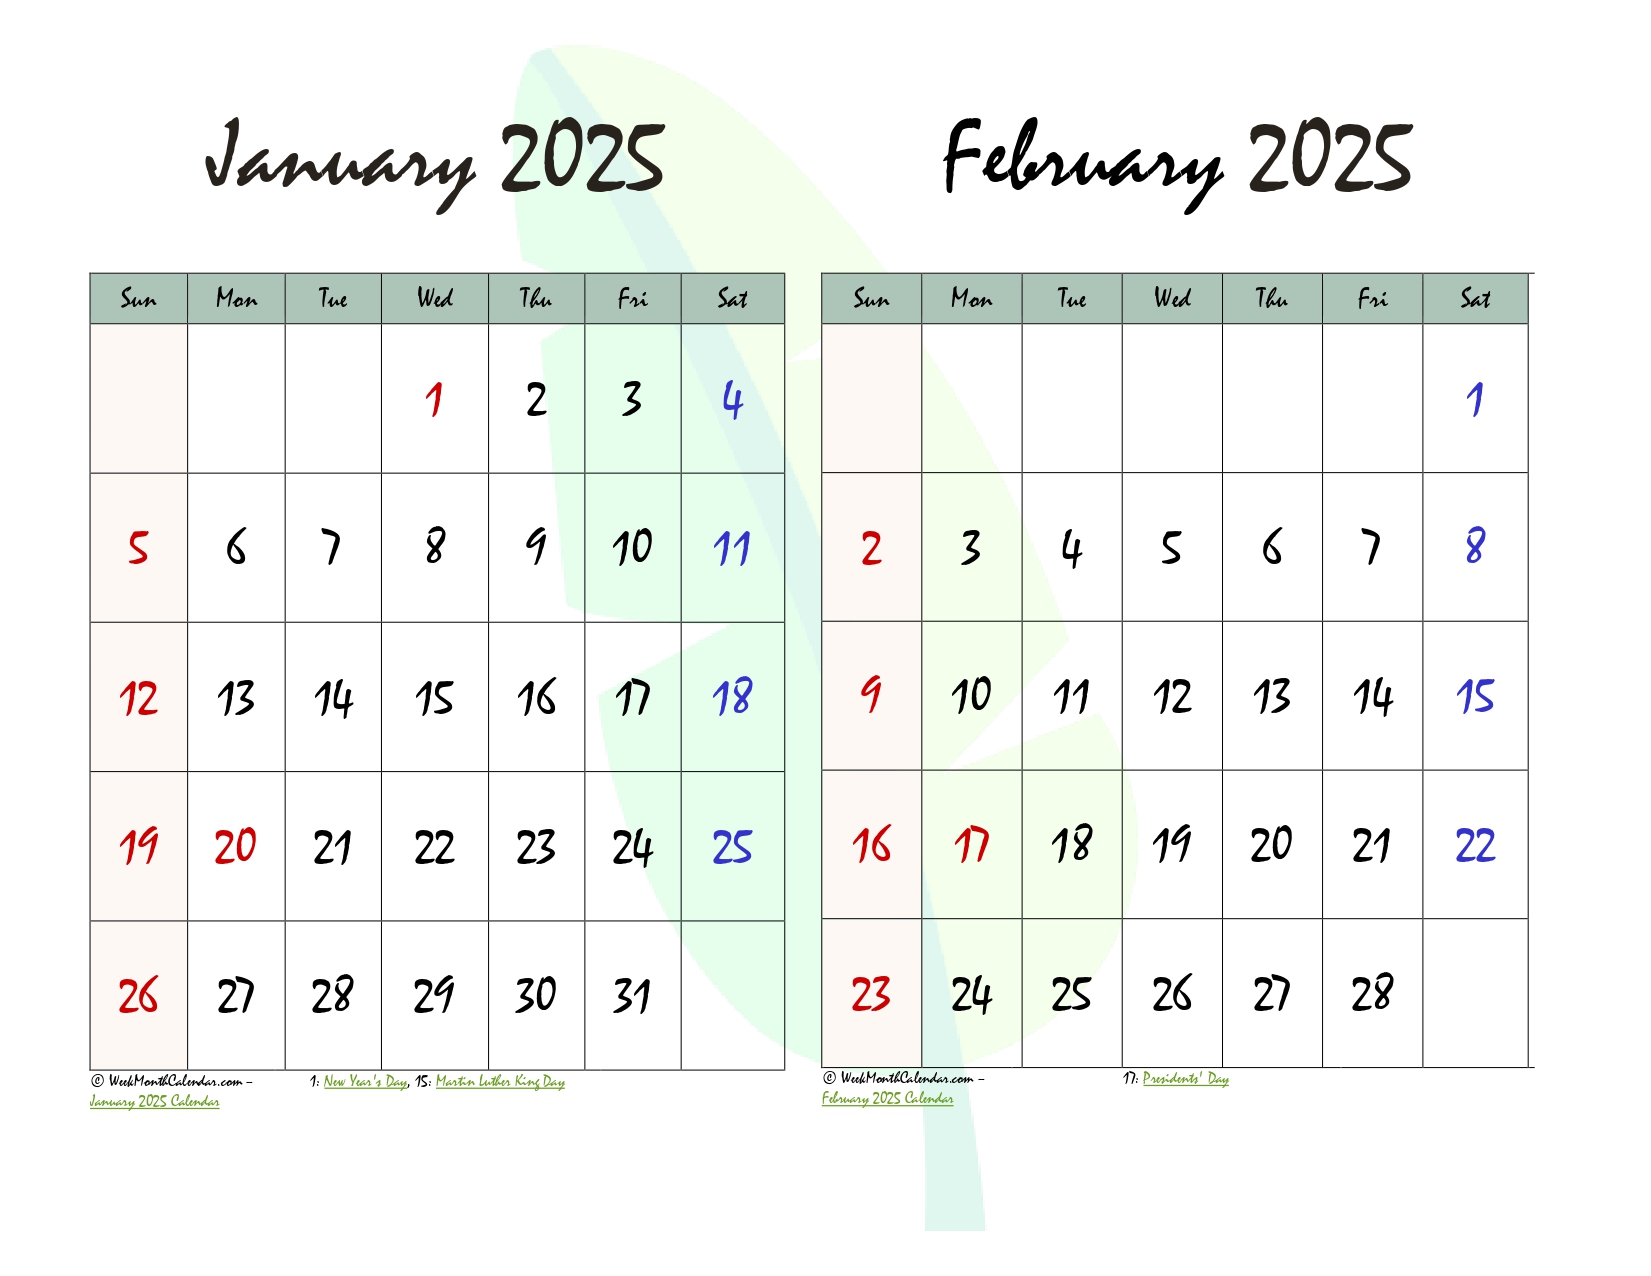 January 2025
Sun Mon Tue Wed Thu Fri Sat
1 2 3 4
5 6 7 8 9 10 11
12 13 14 15 16 17 18
19 20 21 22 23 24 25
26 27 28 29 30 31
© WeekMonthCalendar.com – 1: New Year's Day, 15: Martin Luther King Day
January 2025 Calendar
February 2025
Sun Mon Tue Wed Thu Fri Sat
1
2 3 4 5 6 7 8
9 10 11 12 13 14 15
16 17 18 19 20 21 22
23 24 25 26 27 28
© WeekMonthCalendar.com – 17: Presidents' Day
February 2025 Calendar